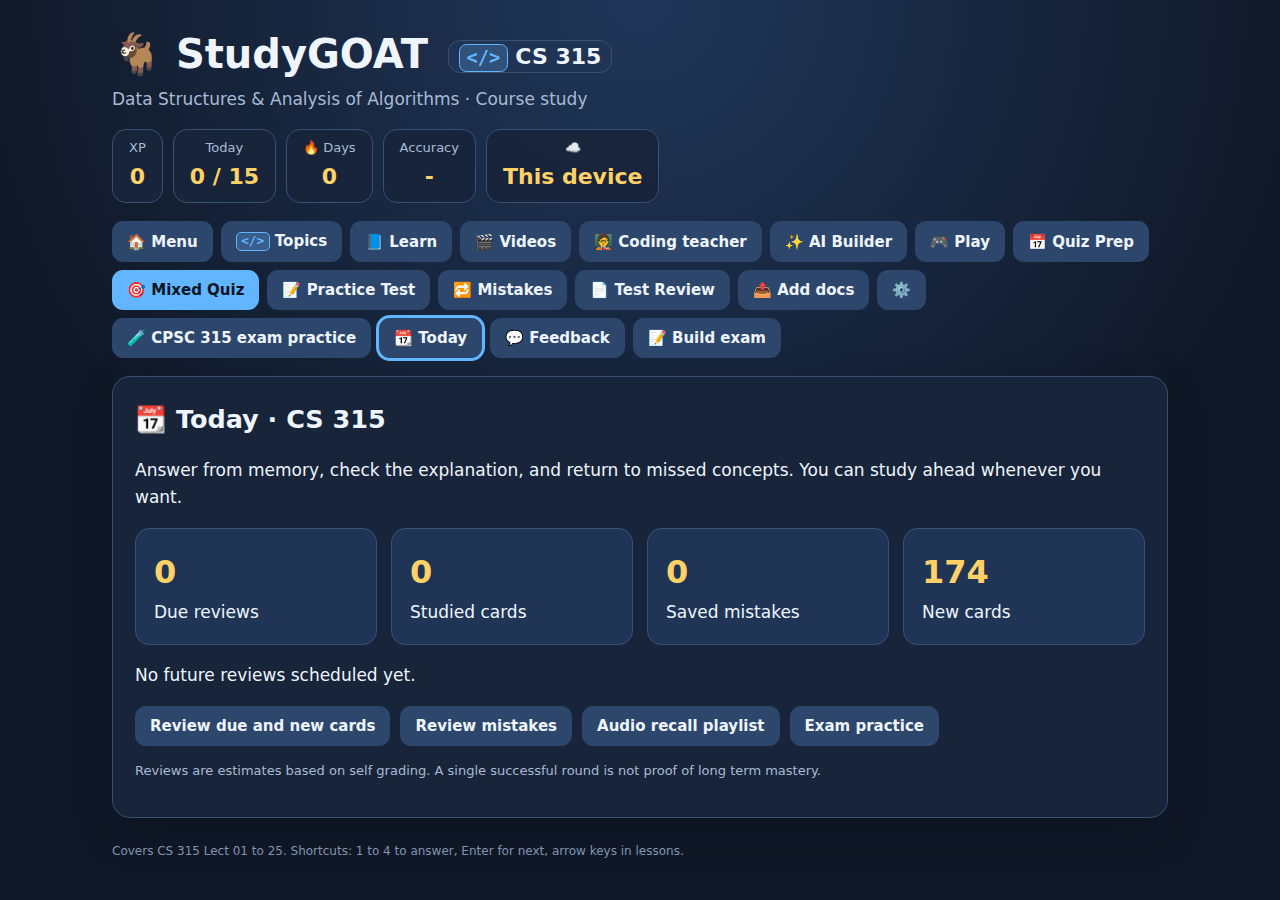 🐐 StudyGOAT </> CS 315
Data Structures & Analysis of Algorithms · Course study
XP Today 🔥 Days Accuracy ☁️
0 0 / 15 0 - This device
🏠 Menu </> Topics 📘 Learn 🎬 Videos 🧑‍🏫 Coding teacher ✨ AI Builder 🎮 Play 📅 Quiz Prep
🎯 Mixed Quiz 📝 Practice Test 🔁 Mistakes 📄 Test Review 📤 Add docs ⚙️
🧪 CPSC 315 exam practice 📆 Today 💬 Feedback 📝 Build exam
📆 Today · CS 315
Answer from memory, check the explanation, and return to missed concepts. You can study ahead whenever you
want.
0 0 0 174
Due reviews Studied cards Saved mistakes New cards
No future reviews scheduled yet.
Review due and new cards Review mistakes Audio recall playlist Exam practice
Reviews are estimates based on self grading. A single successful round is not proof of long term mastery.
Covers CS 315 Lect 01 to 25. Shortcuts: 1 to 4 to answer, Enter for next, arrow keys in lessons.